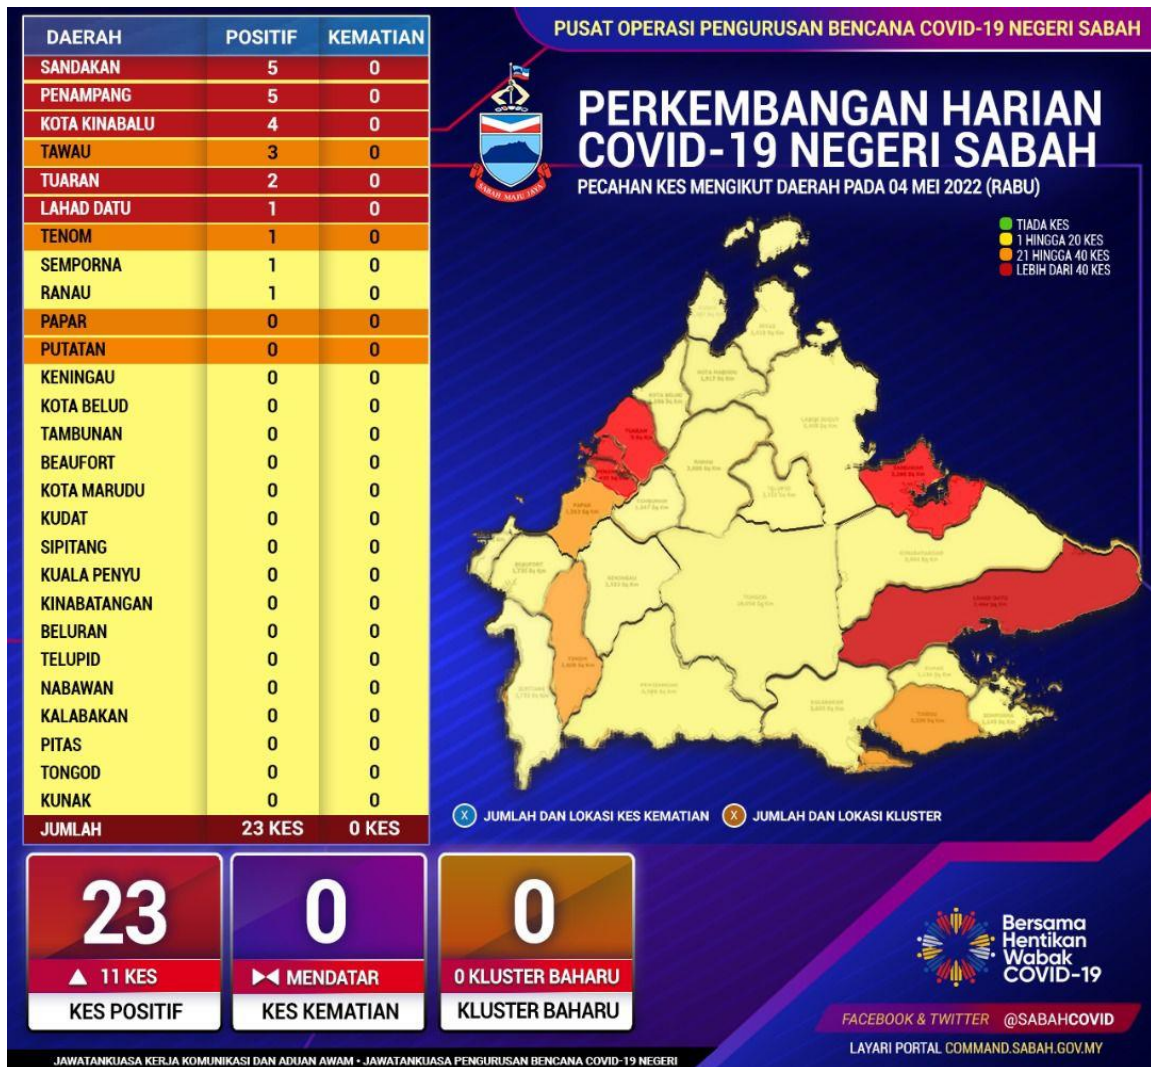 DAERAH POSITIF KEMATIAN
SANDAKAN 5 0
PENAMPANG 5 0
KOTA KINABALU 4 0
TAWAU 3 0
TUARAN 2 0
LAHAD DATU 1 0
TENOM 1 0
SEMPORNA 1 0
RANAU 1 0
PAPAR 0 0
PUTATAN 0 0
KENINGAU 0 0
KOTA BELUD 0 0
TAMBUNAN 0 0
BEAUFORT 0 0
KOTA MARUDU 0 0
KUDAT 0 0
SIPITANG 0 0
KUALA PENYU 0 0
KINABATANGAN 0 0
BELURAN 0 0
TELUPID 0 0
NABAWAN 0 0
KALABAKAN 0 0
PITAS 0 0
TONGOD 0 0
KUNAK 0 0
JUMLAH 23 KES 0 KES
PUSAT OPERASI PENGURUSAN BENCANA COVID-19 NEGERI SABAH
SABAH MAJU JAYA
PERKEMBANGAN HARIAN
COVID-19 NEGERI SABAH
PECAHAN KES MENGIKUT DAERAH PADA 04 MEI 2022 (RABU)
TIADA KES
1 HINGGA 20 KES
21 HINGGA 40 KES
LEBIH DARI 40 KES
X JUMLAH DAN LOKASI KES KEMATIAN X JUMLAH DAN LOKASI KLUSTER
23
11 KES
KES POSITIF
0
MENDATAR
KES KEMATIAN
0
0 KLUSTER BAHARU
KLUSTER BAHARU
Bersama
Hentikan
Wabak
COVID-19
FACEBOOK & TWITTER @SABAHCOVID
LAYARI PORTAL COMMAND.SABAH.GOV.MY
JAWATANKUASA KERJA KOMUNIKASI DAN ADUAN AWAM • JAWATANKUASA PENGURUSAN BENCANA COVID-19 NEGERI